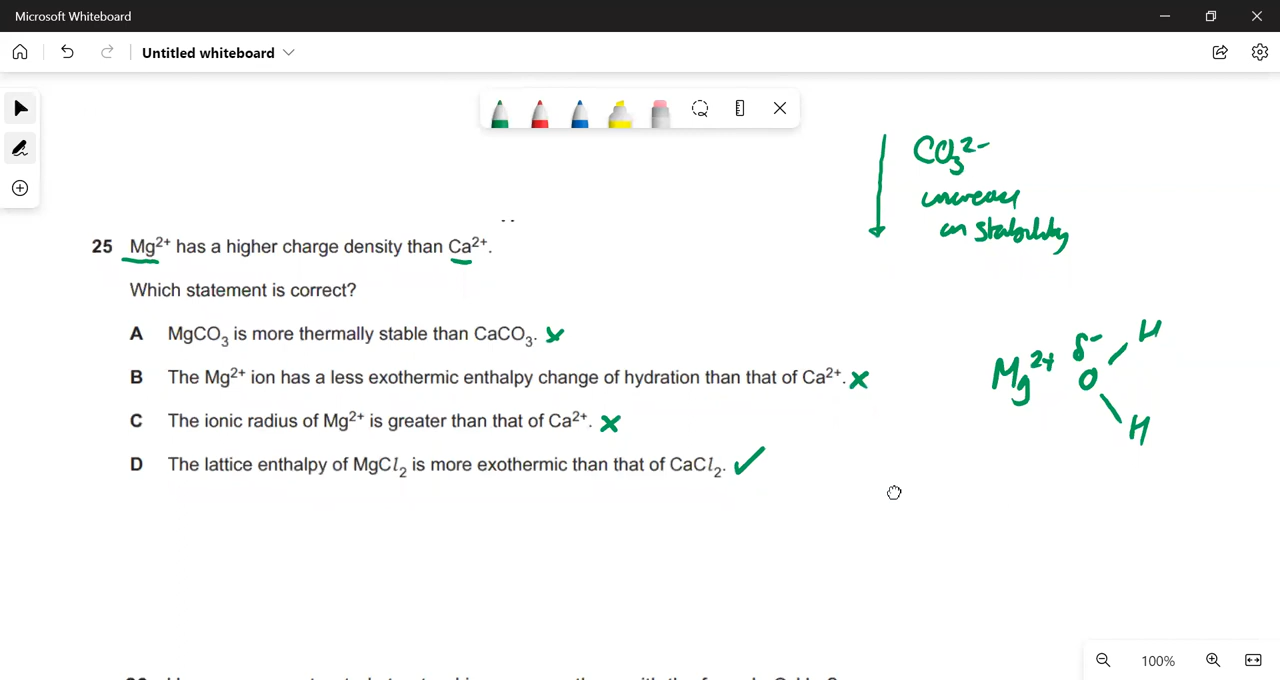 Microsoft Whiteboard
Untitled whiteboard
CO₃²⁻
increase
in stability
25 Mg²⁺ has a higher charge density than Ca²⁺.
Which statement is correct?
A MgCO₃ is more thermally stable than CaCO₃. ×
B The Mg²⁺ ion has a less exothermic enthalpy change of hydration than that of Ca²⁺. ×
C The ionic radius of Mg²⁺ is greater than that of Ca²⁺. ×
D The lattice enthalpy of MgCl₂ is more exothermic than that of CaCl₂. ✓
H
Mg²⁺ δ⁻
O
H
100%